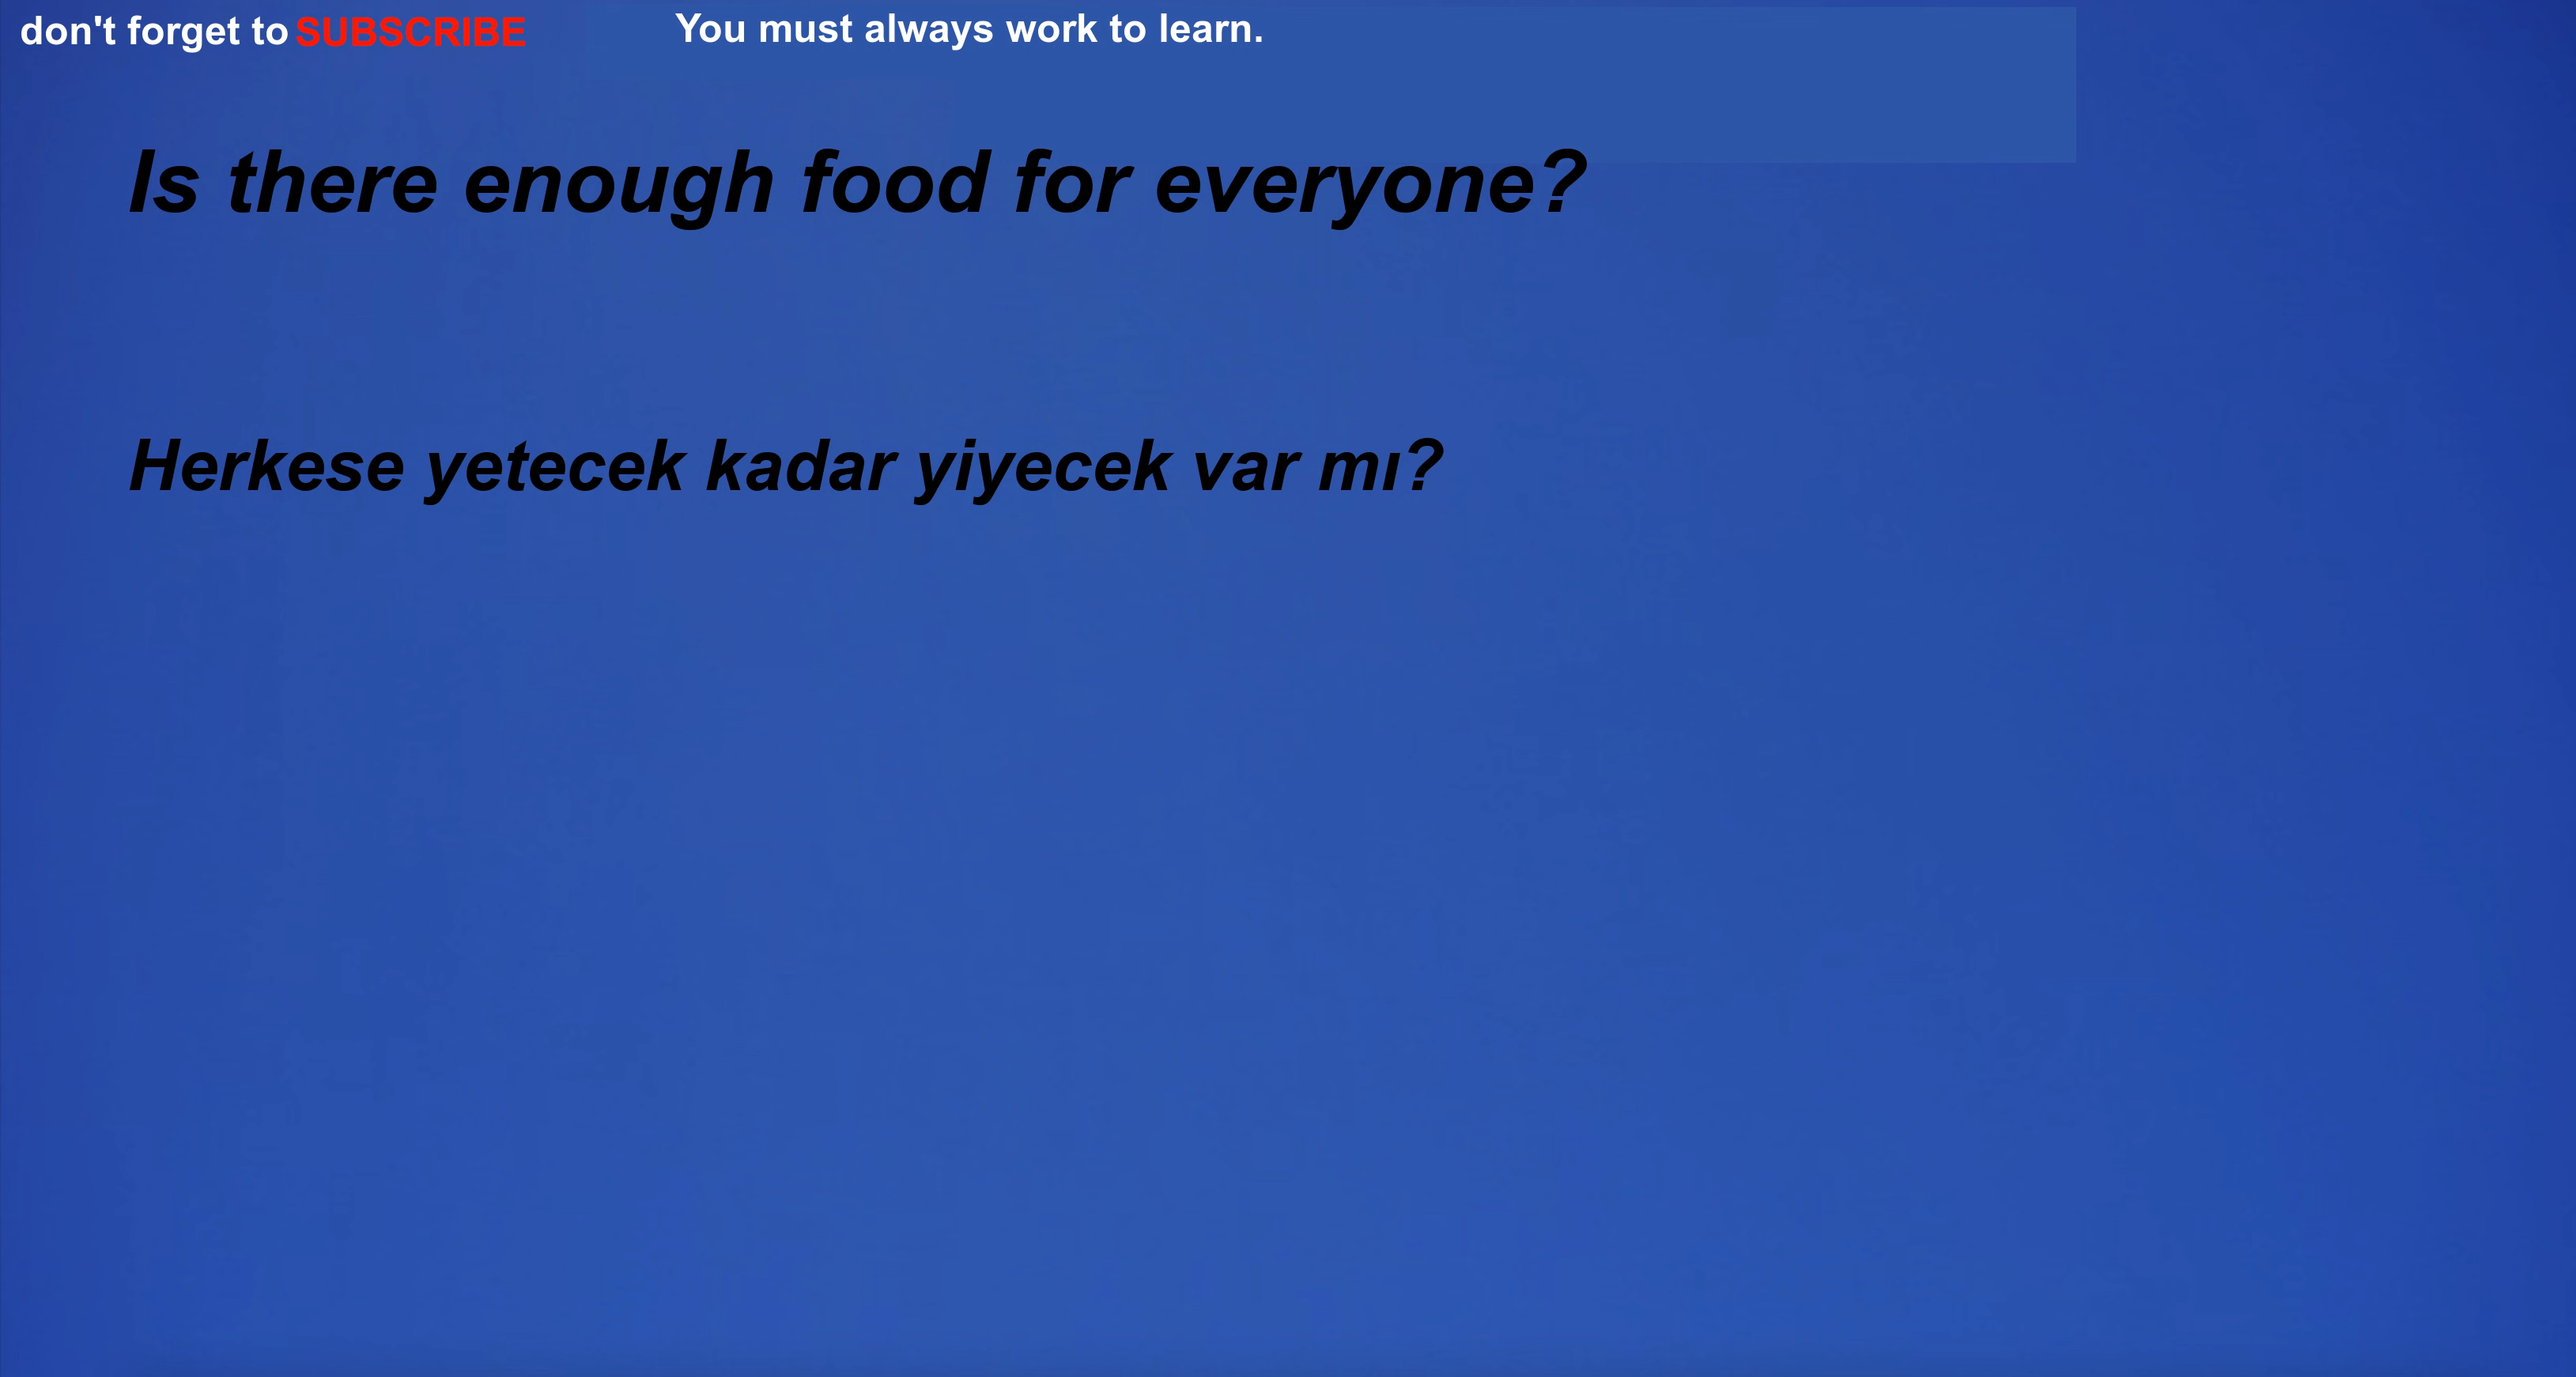 don't forget to SUBSCRIBE You must always work to learn.
Is there enough food for everyone?
Herkese yetecek kadar yiyecek var mı?